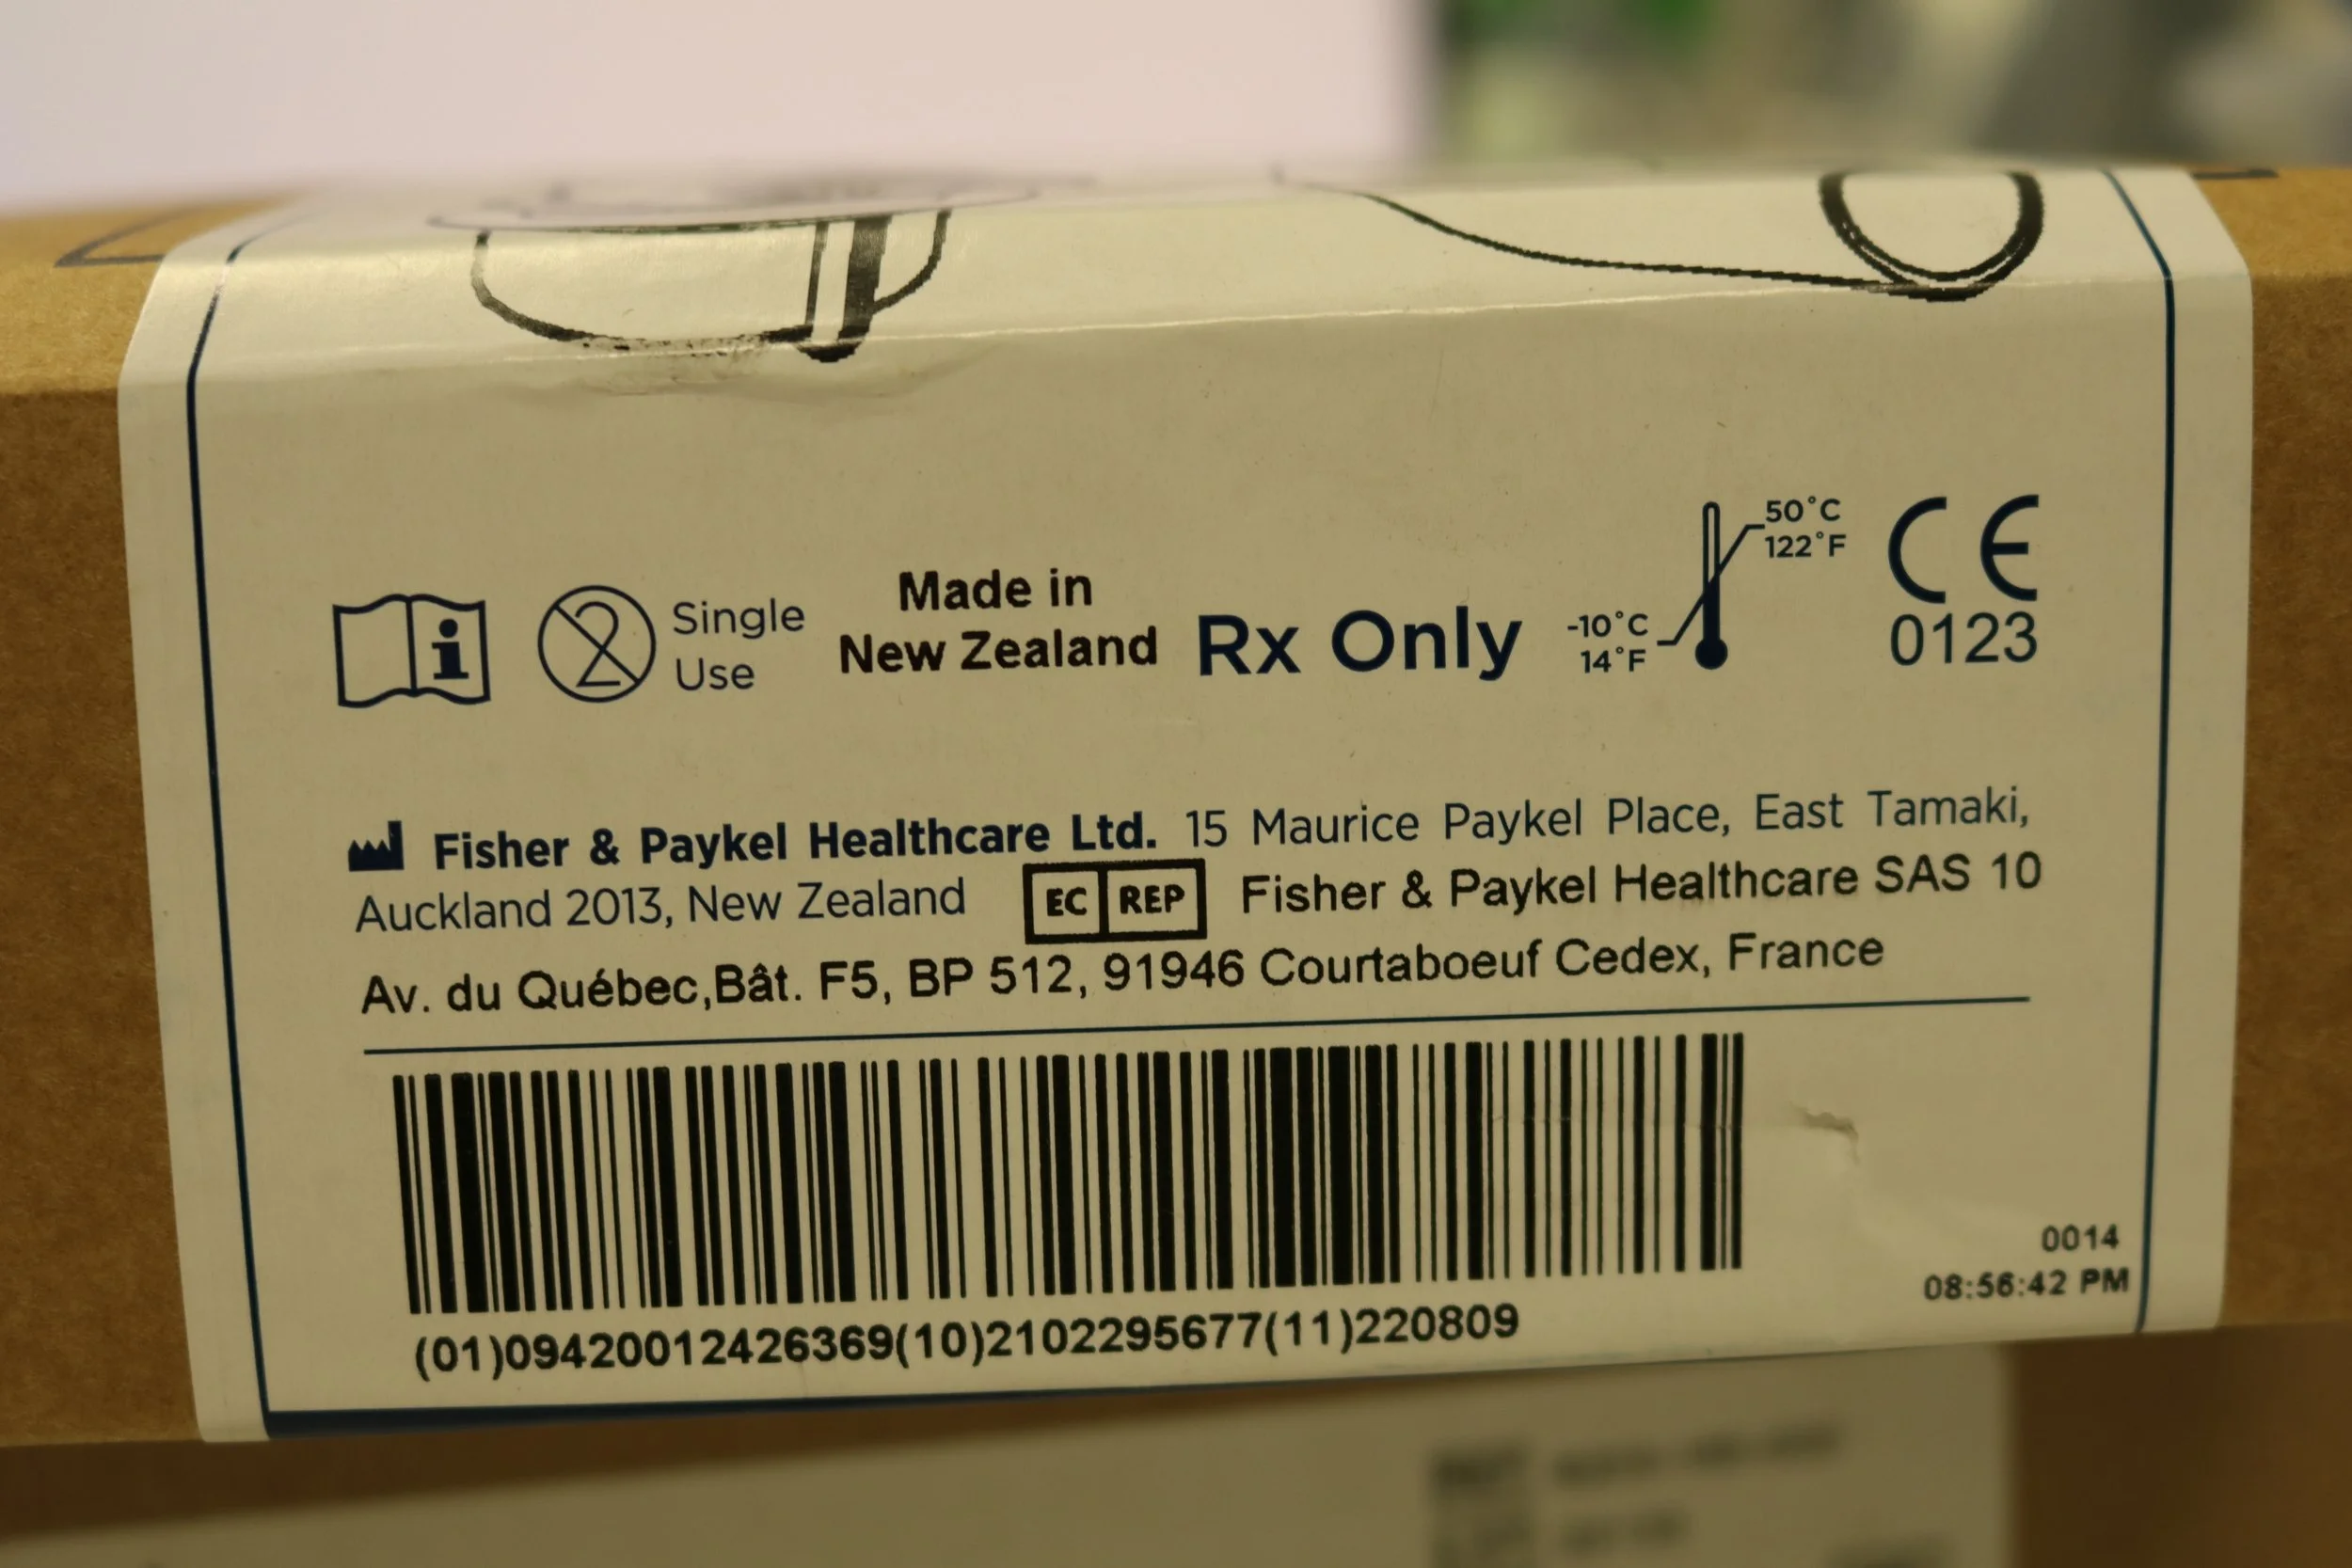 Single
Use
Made in
New Zealand
Rx Only
50°C
122°F
-10°C
14°F
CE
0123
Fisher & Paykel Healthcare Ltd. 15 Maurice Paykel Place, East Tamaki,
Auckland 2013, New Zealand EC REP Fisher & Paykel Healthcare SAS 10
Av. du Québec,Bât. F5, BP 512, 91946 Courtaboeuf Cedex, France
(01)09420012426369(10)2102295677(11)220809
0014
08:56:42 PM